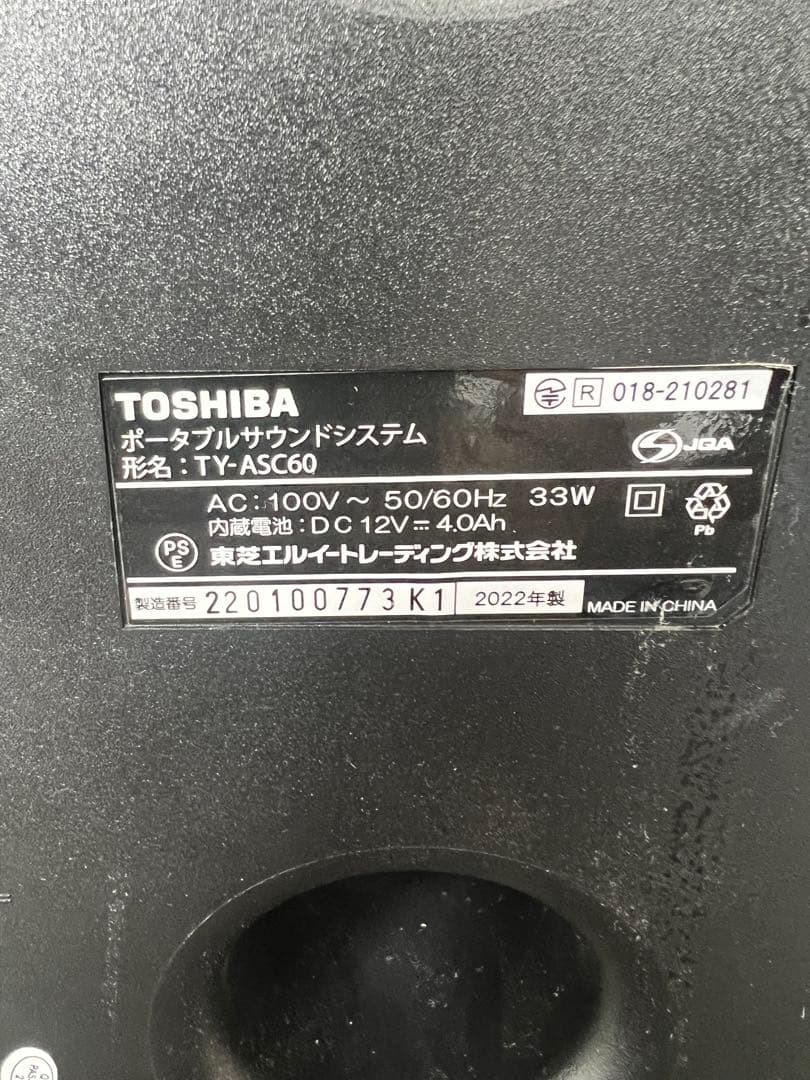 TOSHIBA
R 018-210281
ポータブルサウンドシステム
形名：TY-ASC60
JQA
AC：100V～ 50/60Hz 33W
内蔵電池：DC 12V⎓4.0Ah
Pb
PSE 東芝エルイートレーディング株式会社
製造番号 220100773K1 2022年製 MADE IN CHINA